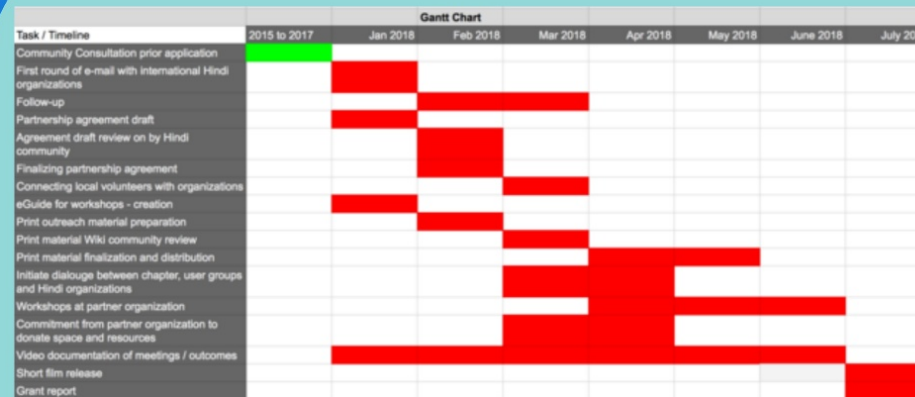 Gantt Chart
Task / Timeline 2015 to 2017 Jan 2018 Feb 2018 Mar 2018 Apr 2018 May 2018 June 2018 July 20
Community Consultation prior application
First round of e-mail with international Hindi
organizations
Follow-up
Partnership agreement draft
Agreement draft review on by Hindi
community
Finalizing partnership agreement
Connecting local volunteers with organizations
eGuide for workshops - creation
Print outreach material preparation
Print material Wiki community review
Print material finalization and distribution
Initiate dialouge between chapter, user groups
and Hindi organizations
Workshops at partner organization
Commitment from partner organization to
donate space and resources
Video documentation of meetings / outcomes
Short film release
Grant report